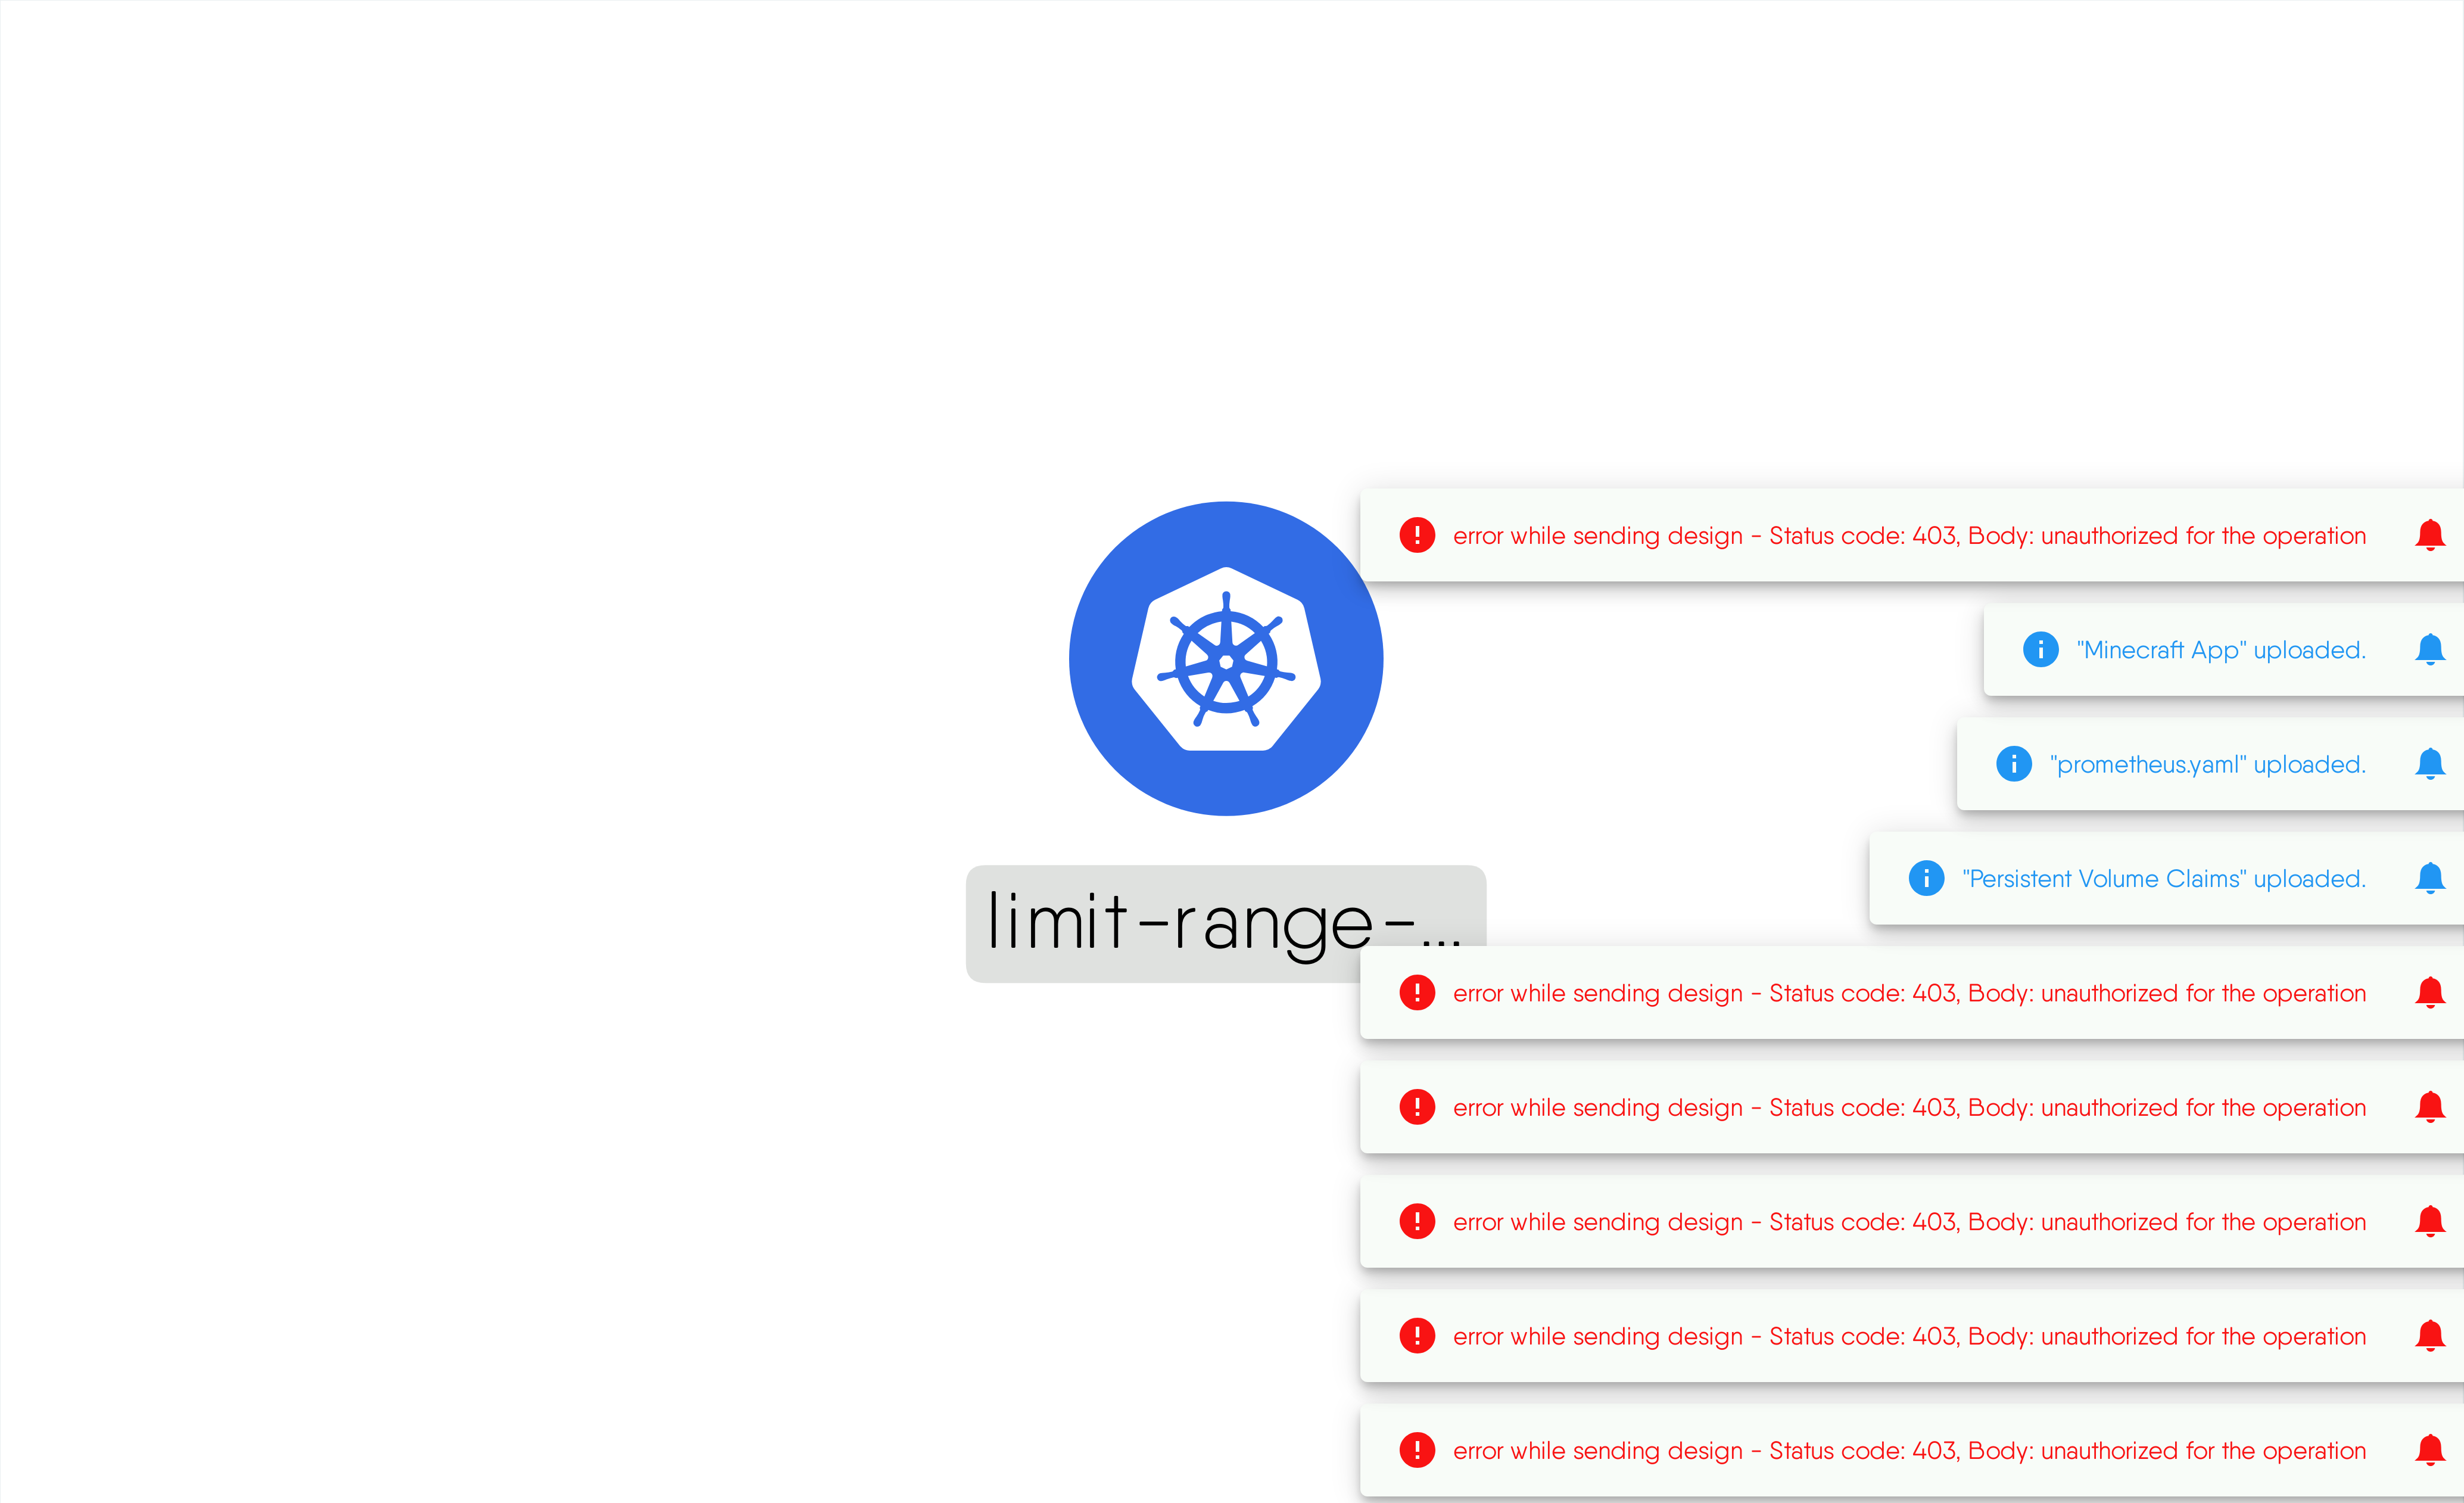 error while sending design - Status code: 403, Body: unauthorized for the operation
"Minecraft App" uploaded.
"prometheus.yaml" uploaded.
"Persistent Volume Claims" uploaded.
limit-range-...
error while sending design - Status code: 403, Body: unauthorized for the operation
error while sending design - Status code: 403, Body: unauthorized for the operation
error while sending design - Status code: 403, Body: unauthorized for the operation
error while sending design - Status code: 403, Body: unauthorized for the operation
error while sending design - Status code: 403, Body: unauthorized for the operation